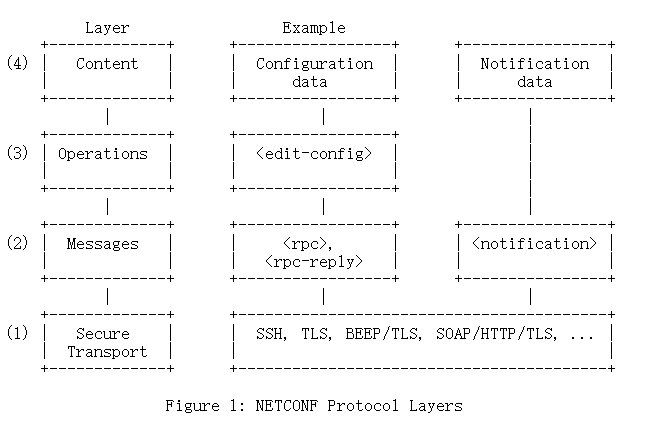 Layer Example
(4) Content Configuration data Notification data
(3) Operations <edit-config>
(2) Messages <rpc>, <rpc-reply> <notification>
(1) Secure Transport SSH, TLS, BEEP/TLS, SOAP/HTTP/TLS, ...
Figure 1: NETCONF Protocol Layers